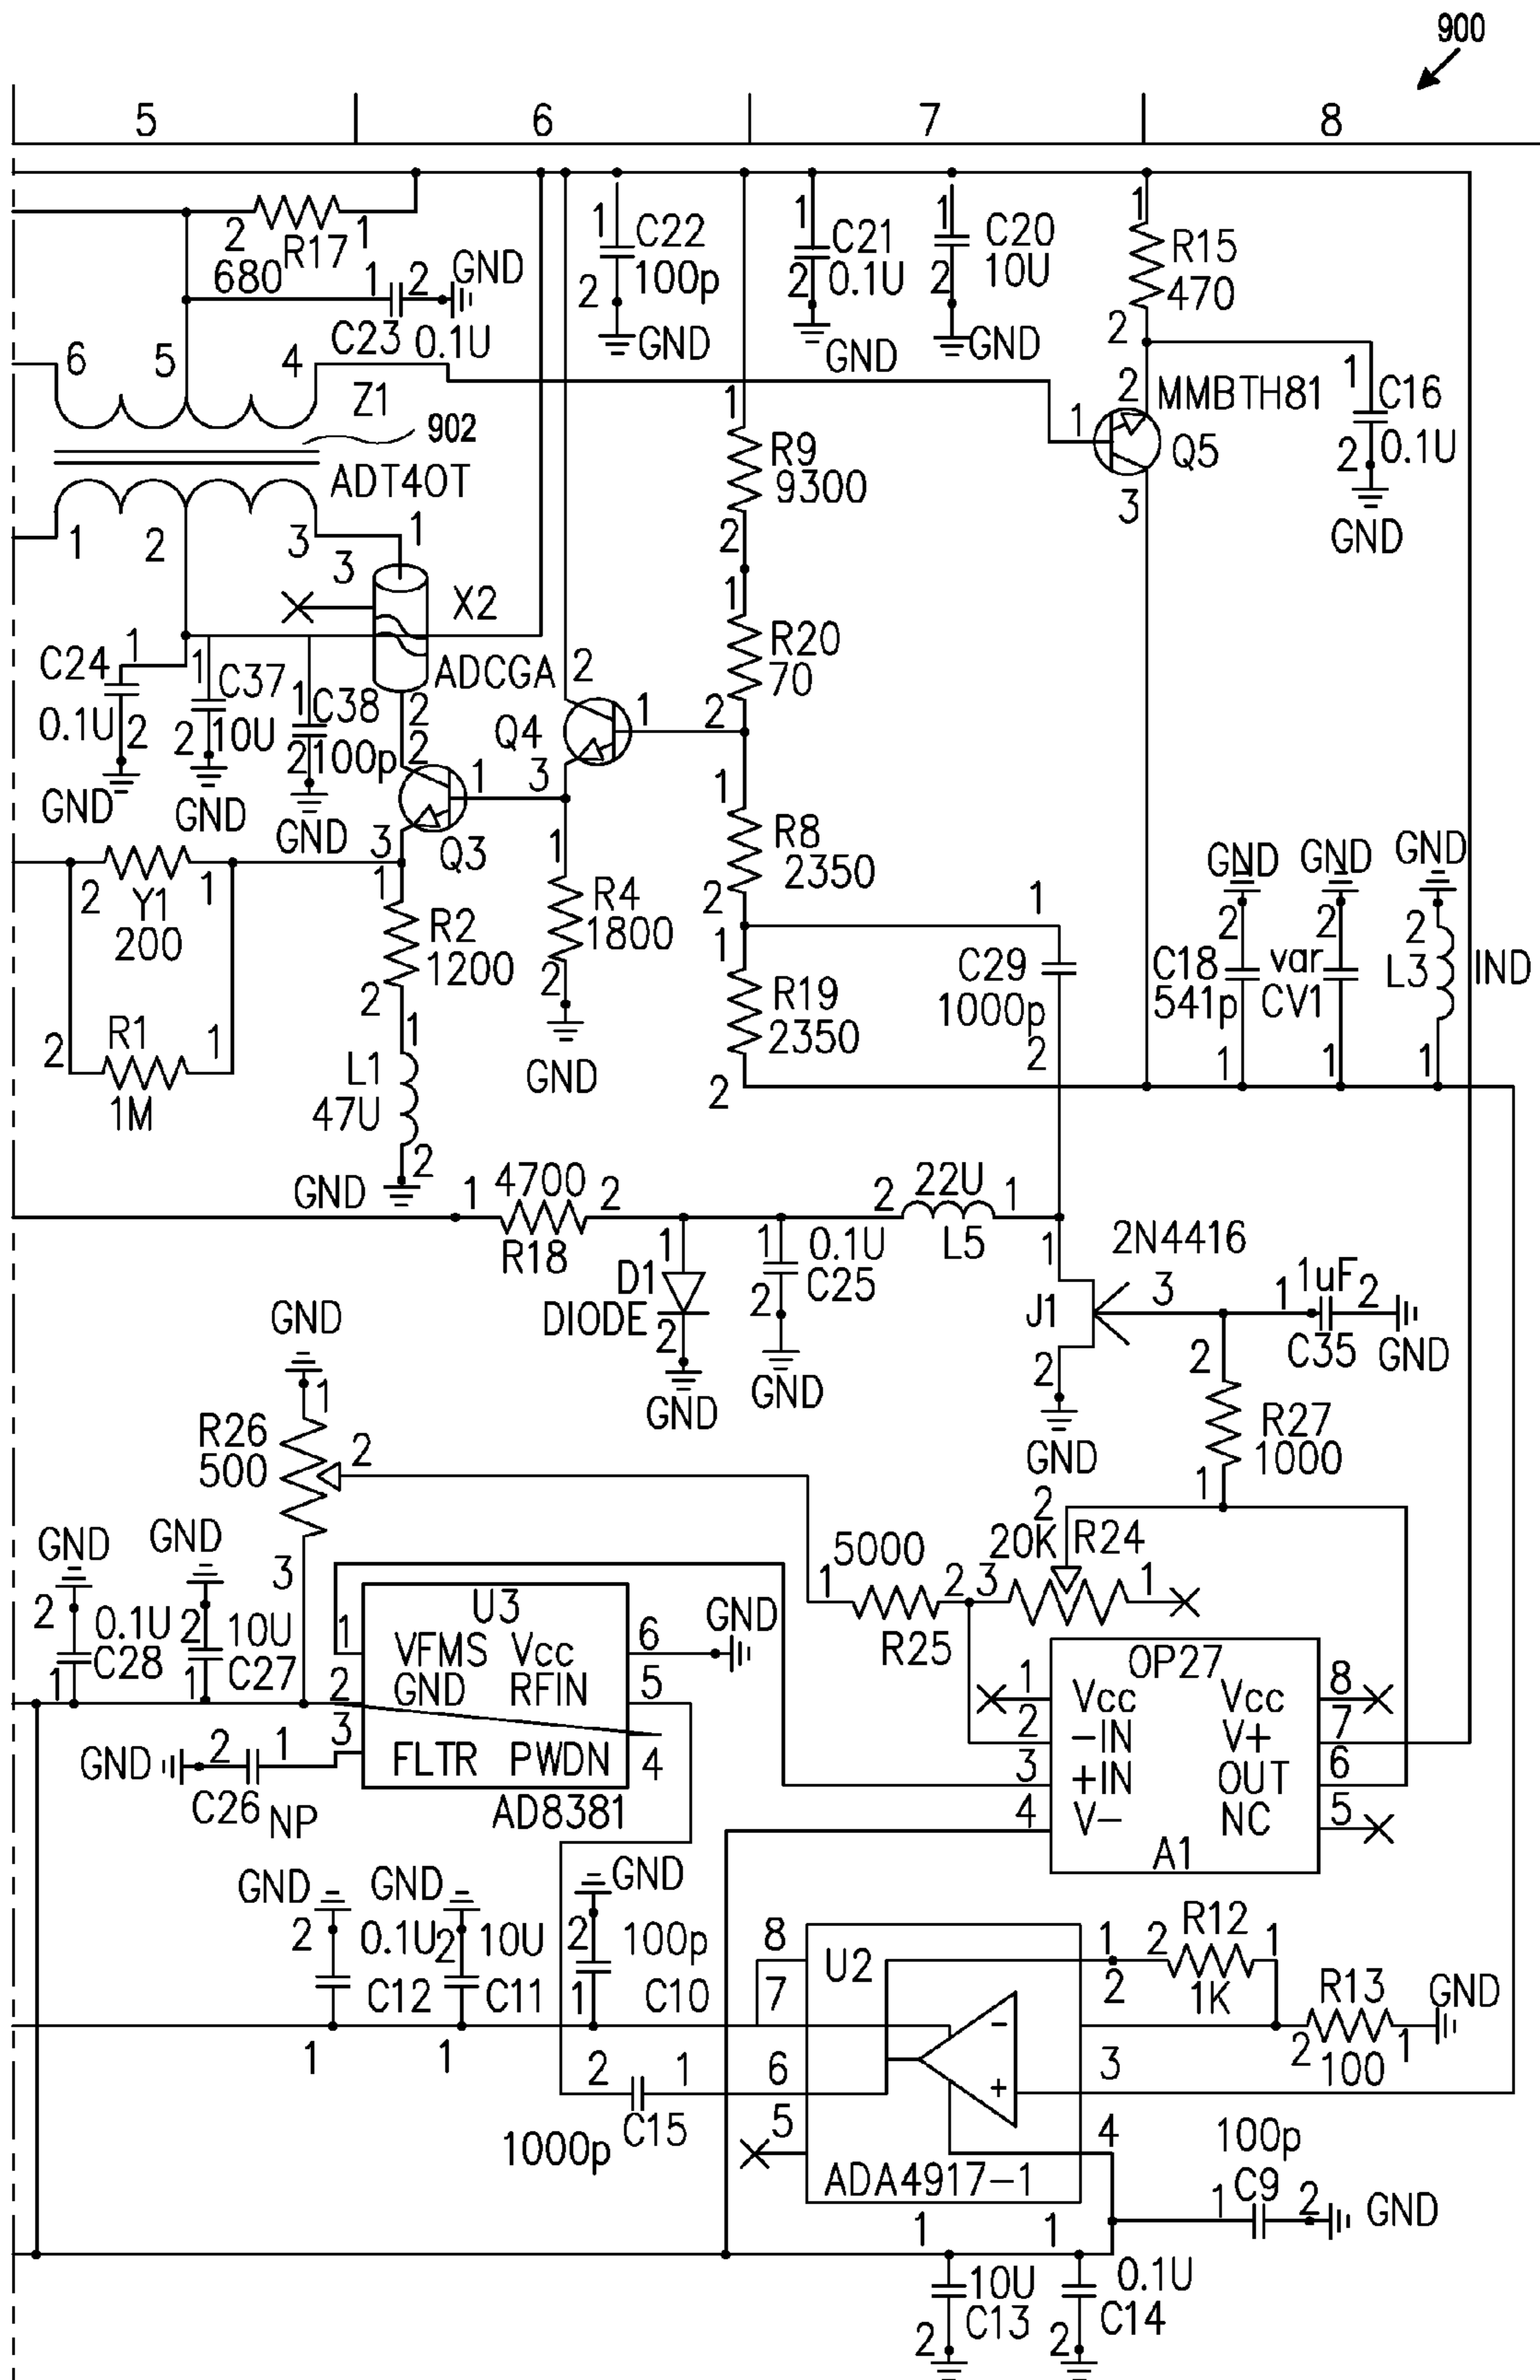 900
5 6 7 8
2 R17 1
680
1 2 GND
C23 0.1U
1 C22
2 100p
GND
1 C21
2 0.1U
GND
1 C20
2 10U
GND
1 R15
470
2
6 5 4
Z1
902
ADT4OT
1 2 3
1
3
X2
ADCGA
2
1
R9
9300
2
2 MMBTH81
1
Q5
3
1 C16
2 0.1U
GND
1
R20
70
2
C24 1
0.1U 2
GND
1 C37
2 10U
GND
1 C38
2 100p
GND
2
1
Q4
3
2
1
3 Q3
1
R8
2350
2
2 Y1 1
200
1
R2
1200
2
1
R4
1800
2
GND
2 R1 1
1M
1
L1
47U
2
GND
1
R19
2350
2
1
C29
1000p
2
GND
2
C18
541p
1
GND
2
var
CV1
1
GND
2
L3 IND
1
1 4700 2
R18
1
D1
DIODE
2
GND
1 0.1U
2 C25
GND
2 22U 1
L5
2N4416
1
3
J1
2
GND
1 1uF 2
C35 GND
2
R27
1000
1
GND
1
R26
500
2
3
5000
1 2
R25
2
20K R24
3 1
GND
2 0.1U
1 C28
GND
2 10U
1 C27
U3
1 VFMS Vcc 6 GND
2 GND RFIN 5
3 FLTR PWDN 4
AD8381
GND 2 1
C26 NP
OP27
1 Vcc Vcc 8
2 -IN V+ 7
3 +IN OUT 6
4 V- NC 5
A1
GND
2 0.1U
C12
1
GND
2 10U
C11
1
GND
2 100p
1 C10
8 U2 1
7 2
6 3
5 4
- +
ADA4917-1
2 R12 1
1K
R13 GND
2 100 1
2 1
C15
1000p
100p
1 C9 2 GND
1 10U
2 C13
1 0.1U
2 C14